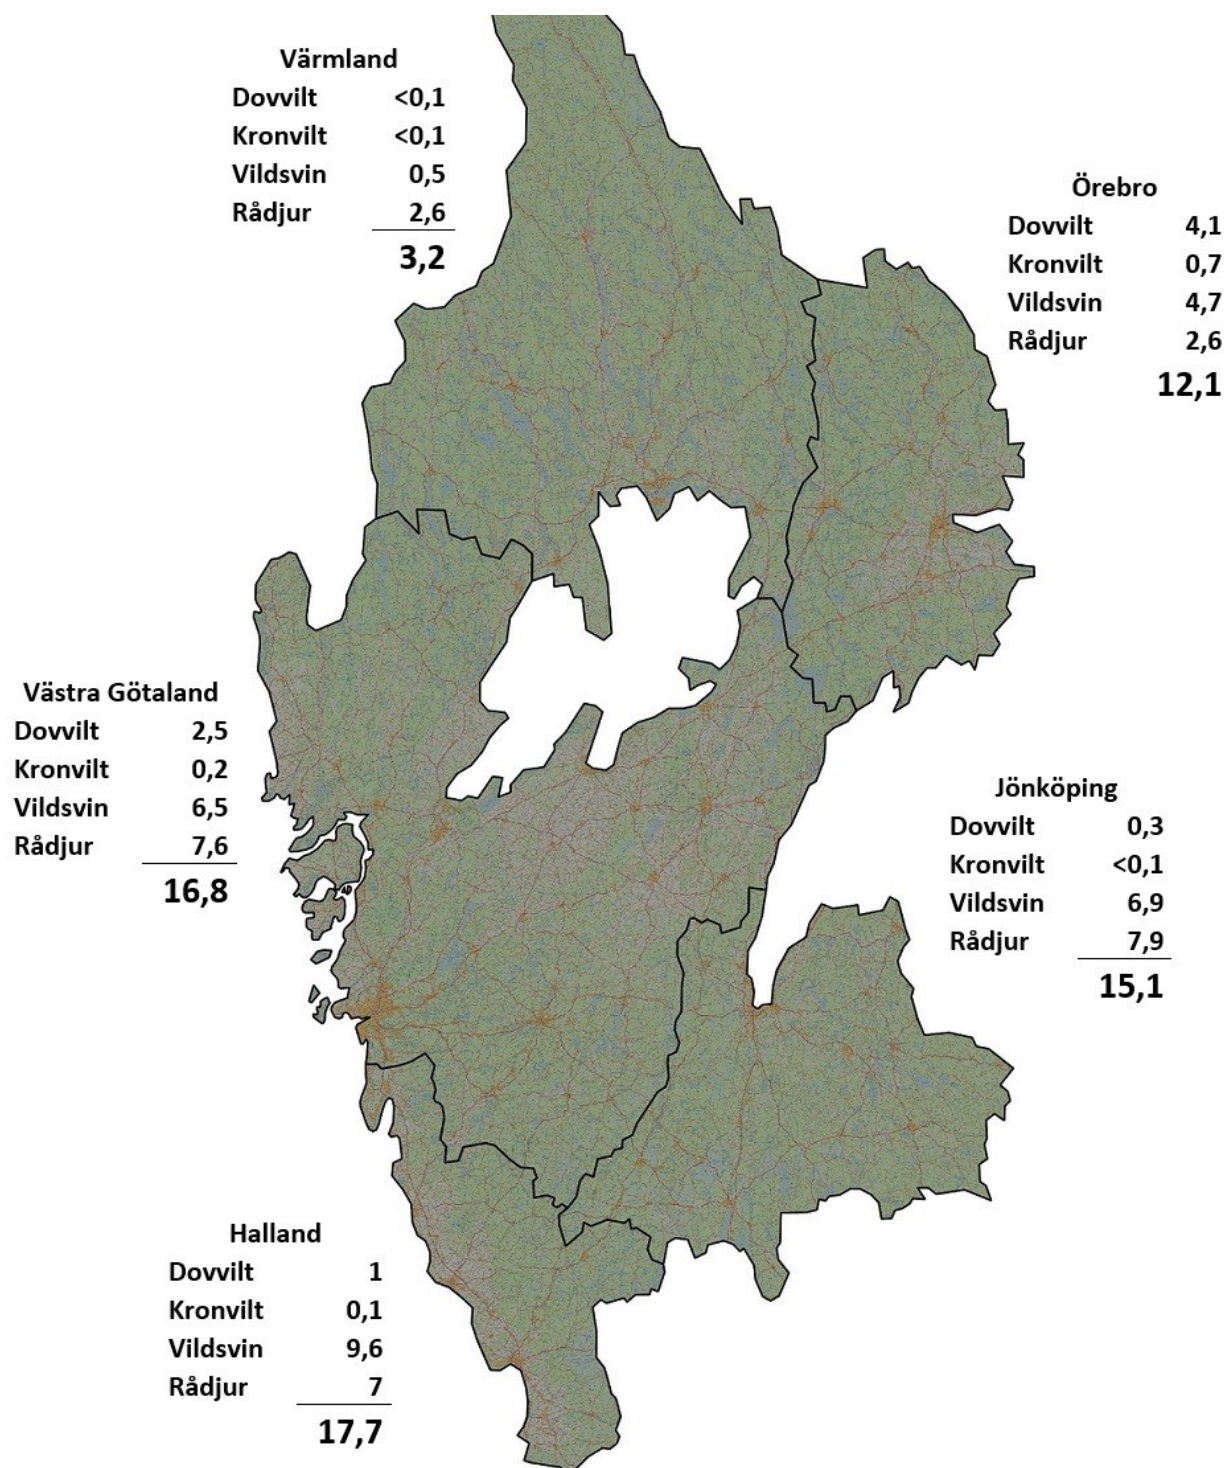 Värmland
Dovvilt <0,1
Kronvilt <0,1
Vildsvin 0,5
Rådjur 2,6
3,2
Örebro
Dovvilt 4,1
Kronvilt 0,7
Vildsvin 4,7
Rådjur 2,6
12,1
Västra Götaland
Dovvilt 2,5
Kronvilt 0,2
Vildsvin 6,5
Rådjur 7,6
16,8
Jönköping
Dovvilt 0,3
Kronvilt <0,1
Vildsvin 6,9
Rådjur 7,9
15,1
Halland
Dovvilt 1
Kronvilt 0,1
Vildsvin 9,6
Rådjur 7
17,7